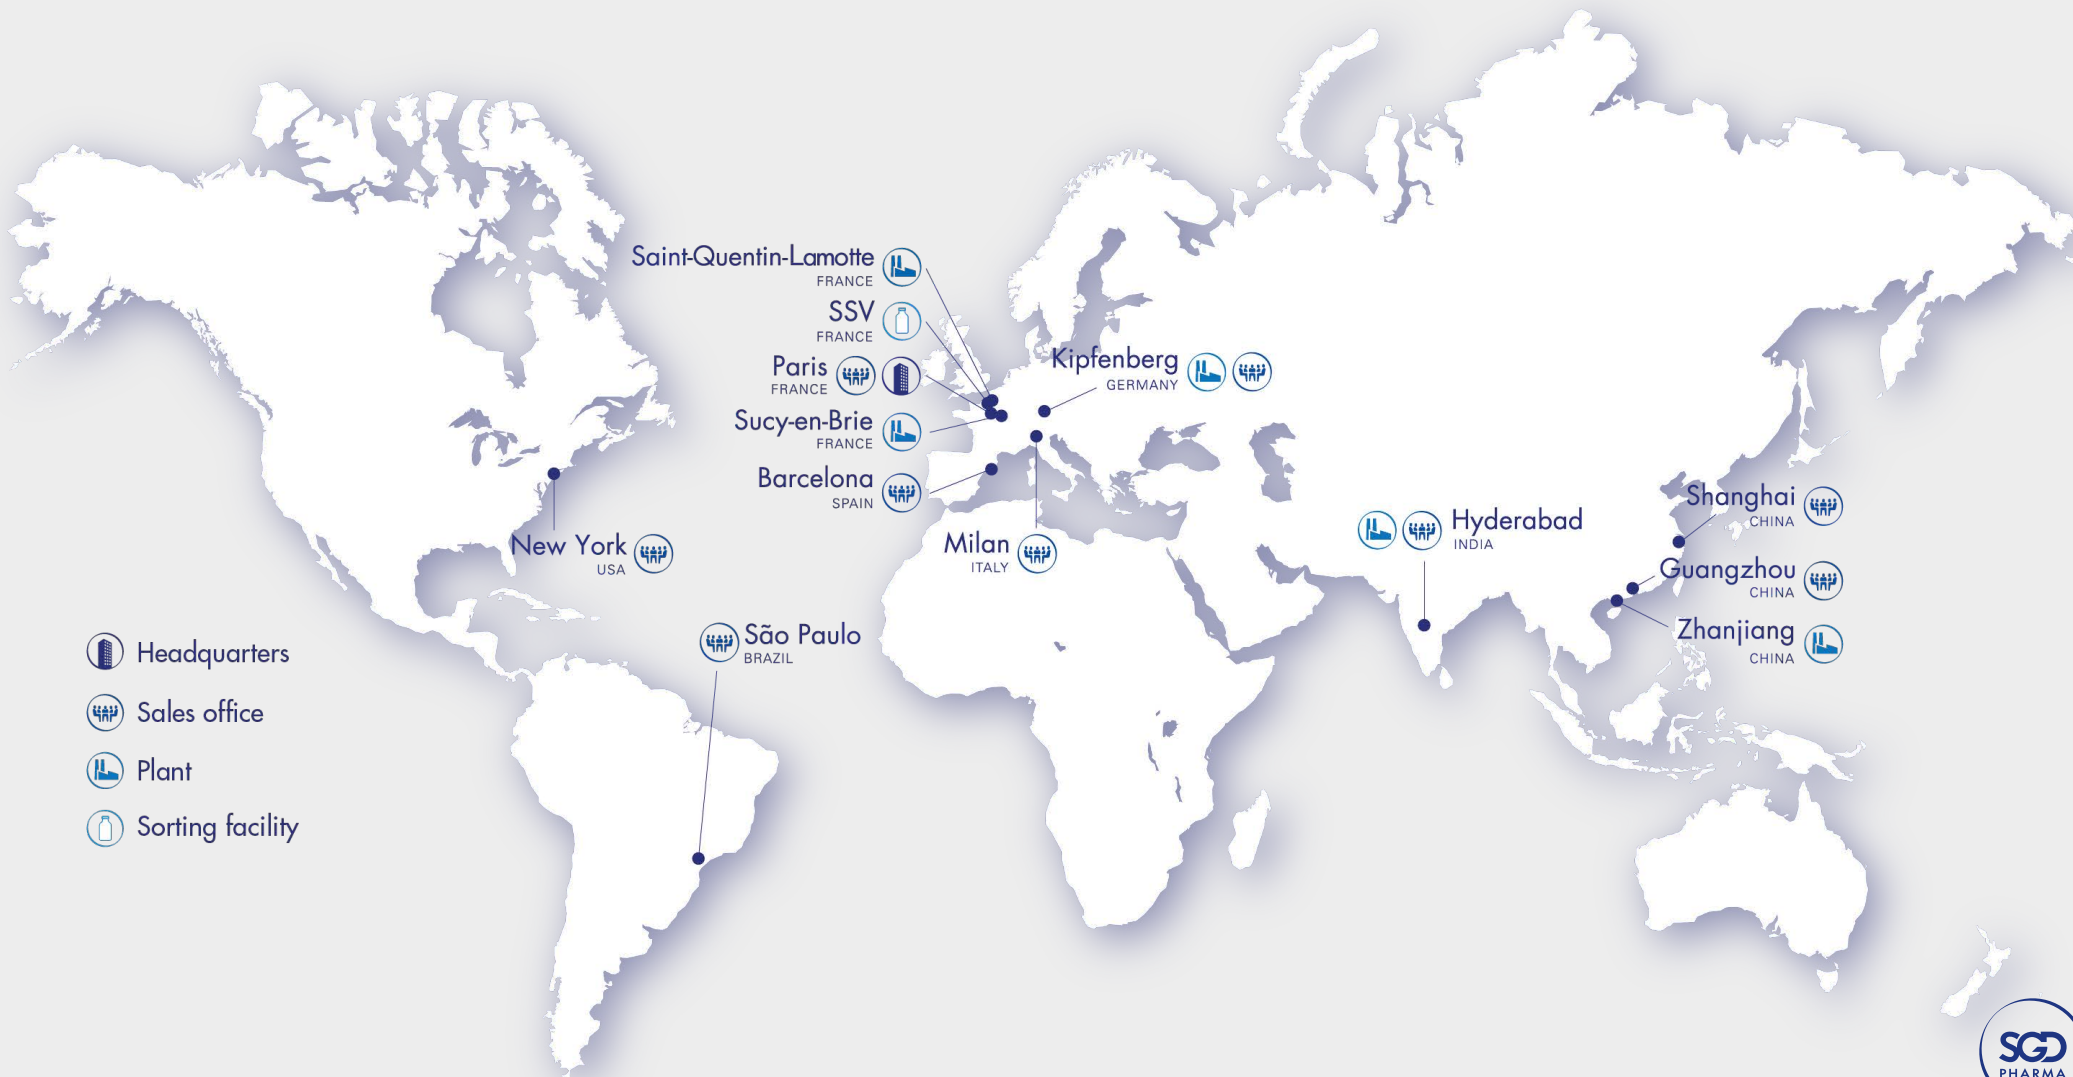 Saint-Quentin-Lamotte
FRANCE
SSV
FRANCE
Paris
FRANCE
Kipfenberg
GERMANY
Sucy-en-Brie
FRANCE
Barcelona
SPAIN
Milan
ITALY
New York
USA
São Paulo
BRAZIL
Hyderabad
INDIA
Shanghai
CHINA
Guangzhou
CHINA
Zhanjiang
CHINA
Headquarters
Sales office
Plant
Sorting facility
SGD
PHARMA